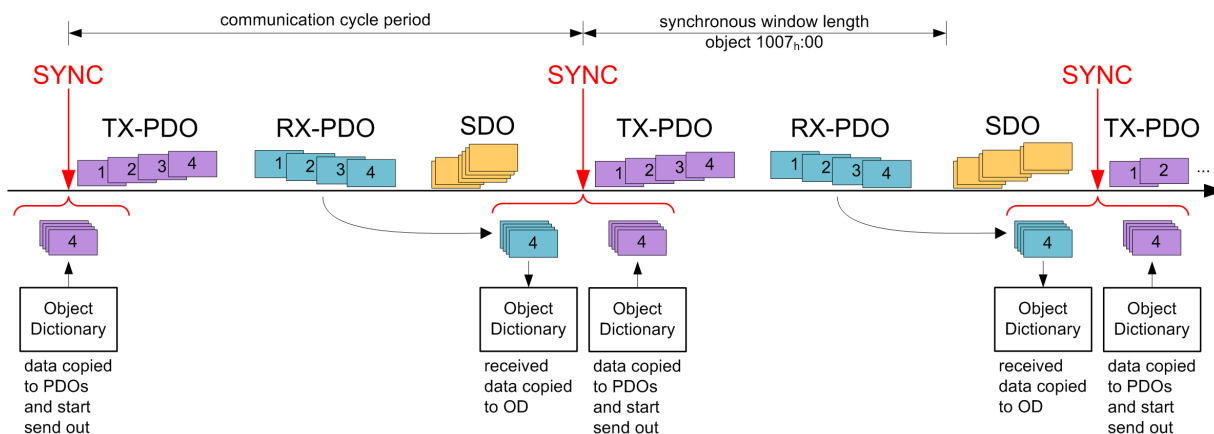 communication cycle period
synchronous window length
object 1007h:00
SYNC
SYNC
SYNC
TX-PDO
RX-PDO
SDO
TX-PDO
RX-PDO
SDO
TX-PDO
1
2
3
4
1
2
3
4
1
2
3
4
1
2
3
4
1
2
...
4
4
4
4
4
Object
Dictionary
Object
Dictionary
Object
Dictionary
Object
Dictionary
Object
Dictionary
data copied
to PDOs
and start
send out
received
data copied
to OD
data copied
to PDOs
and start
send out
received
data copied
to OD
data copied
to PDOs
and start
send out